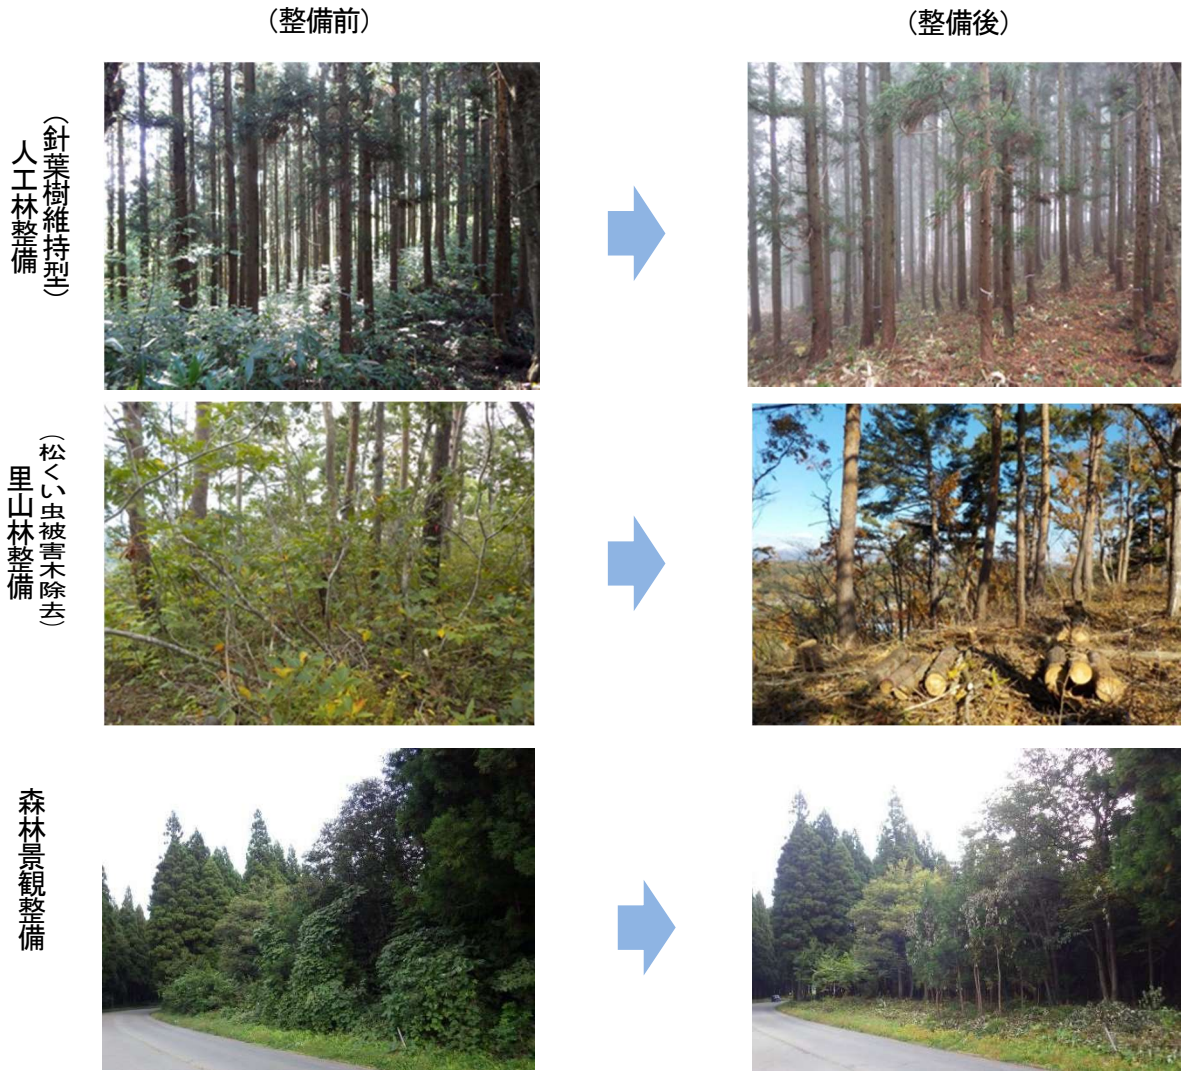 （整備前）
（整備後）
人工林整備
（針葉樹維持型）
里山林整備
（松くい虫被害木除去）
森林景観整備